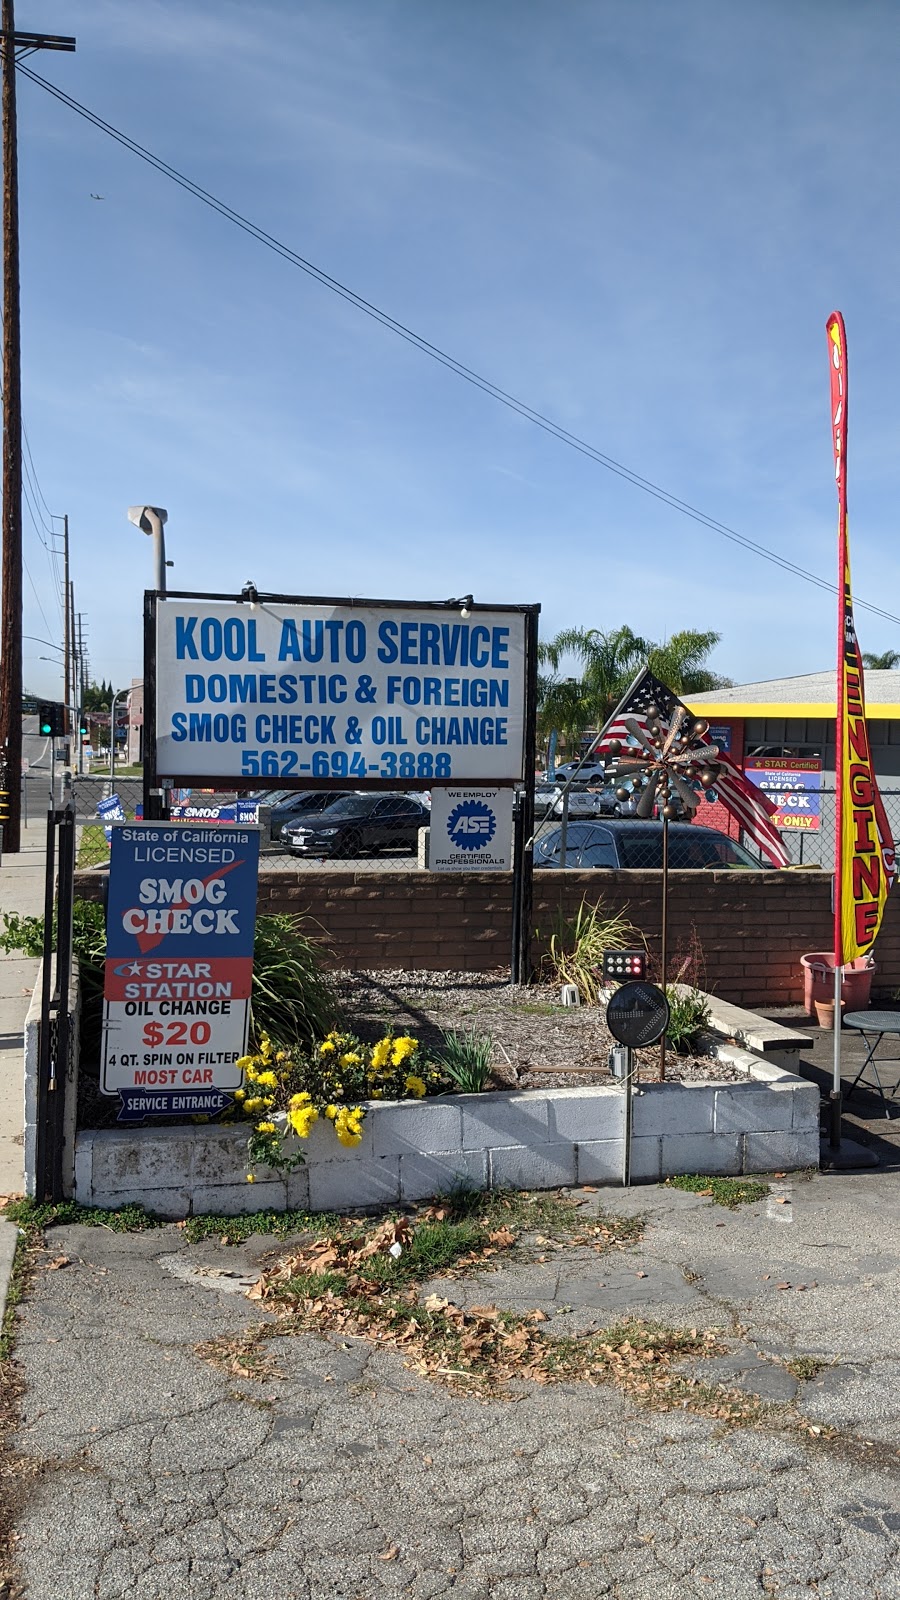 KOOL AUTO SERVICE
DOMESTIC & FOREIGN
SMOG CHECK & OIL CHANGE
562-694-3888
WE EMPLOY
ASE
CERTIFIED
PROFESSIONALS
State of California
LICENSED
SMOG
CHECK
STAR
STATION
OIL CHANGE
$20
4 QT. SPIN ON FILTER
MOST CAR
SERVICE ENTRANCE
SMOG
STAR Certified
State of California
LICENSED
SMOG
CHECK
ONLY
ENGINE